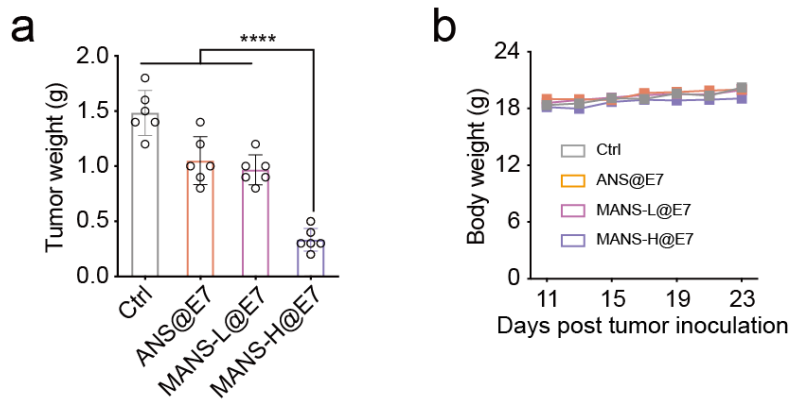 a
****
2.0
1.5
1.0
0.5
0.0
Tumor weight (g)
Ctrl
ANS@E7
MANS-L@E7
MANS-H@E7
b
24
18
12
6
0
Body weight (g)
Ctrl
ANS@E7
MANS-L@E7
MANS-H@E7
11 15 19 23
Days post tumor inoculation